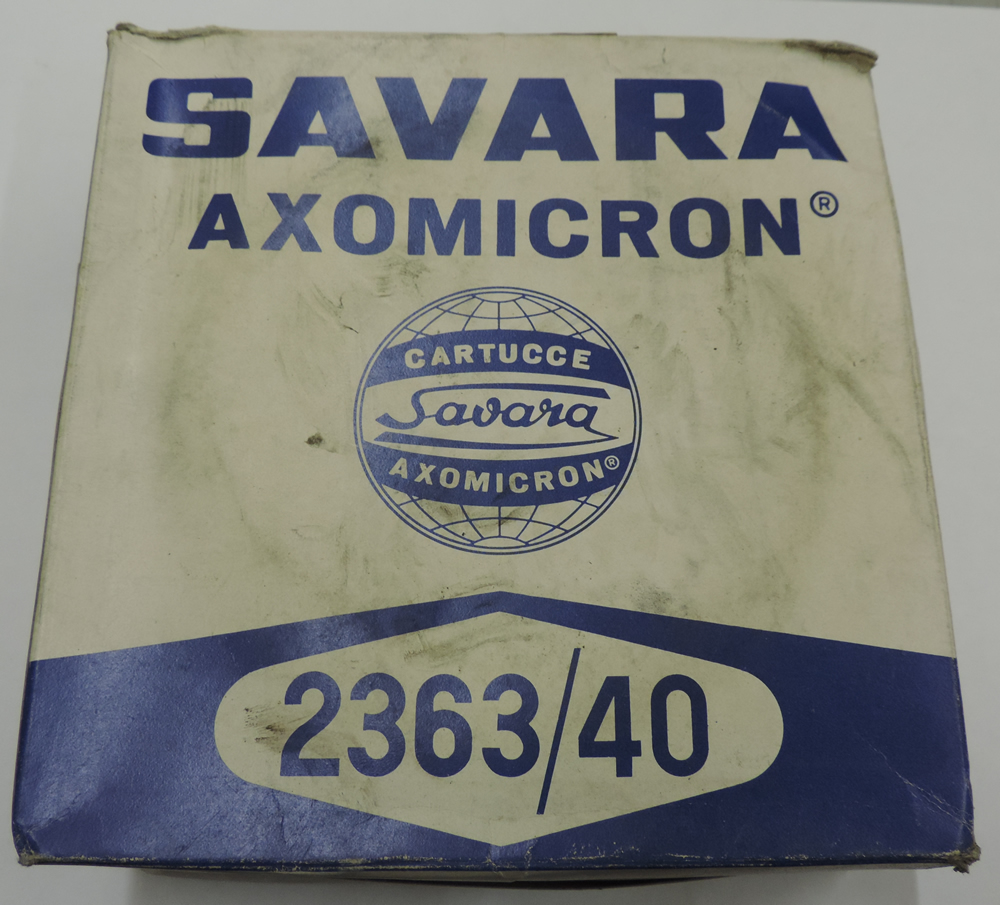 SAVARA
AXOMICRON®
CARTUCCE
Savara
AXOMICRON®
2363/40